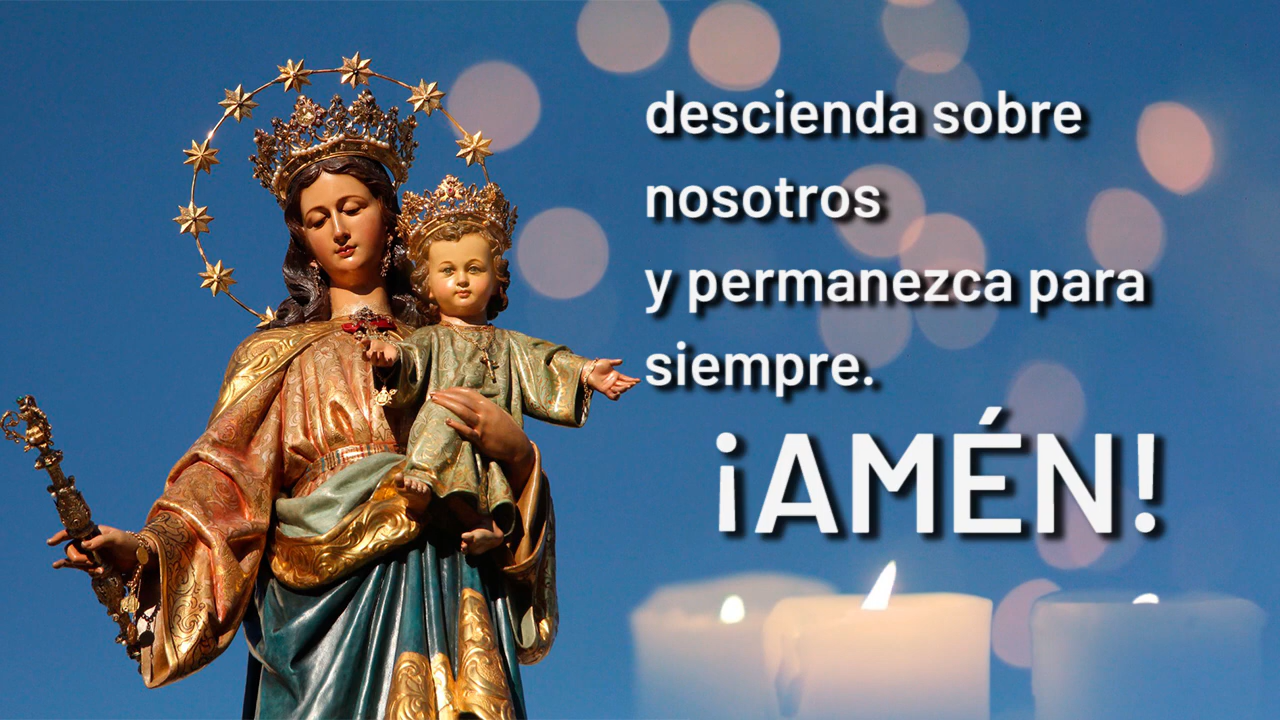 descienda sobre
nosotros
y permanezca para
siempre.
¡AMÉN!